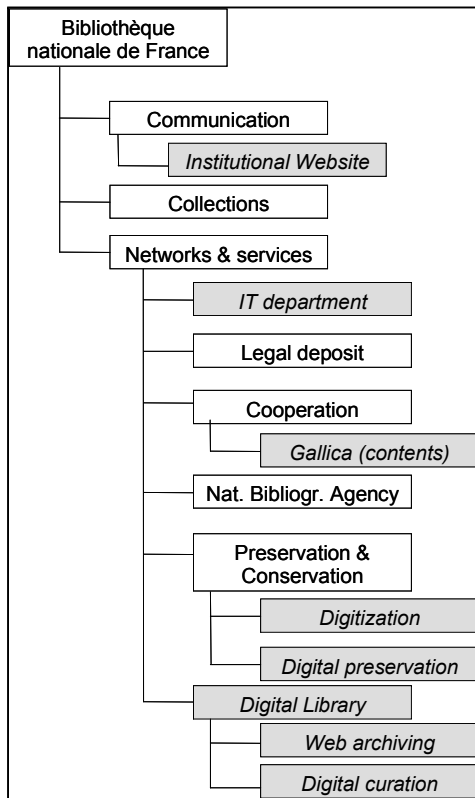 Bibliothèque
nationale de France
Communication
Institutional Website
Collections
Networks & services
IT department
Legal deposit
Cooperation
Gallica (contents)
Nat. Bibliogr. Agency
Preservation &
Conservation
Digitization
Digital preservation
Digital Library
Web archiving
Digital curation